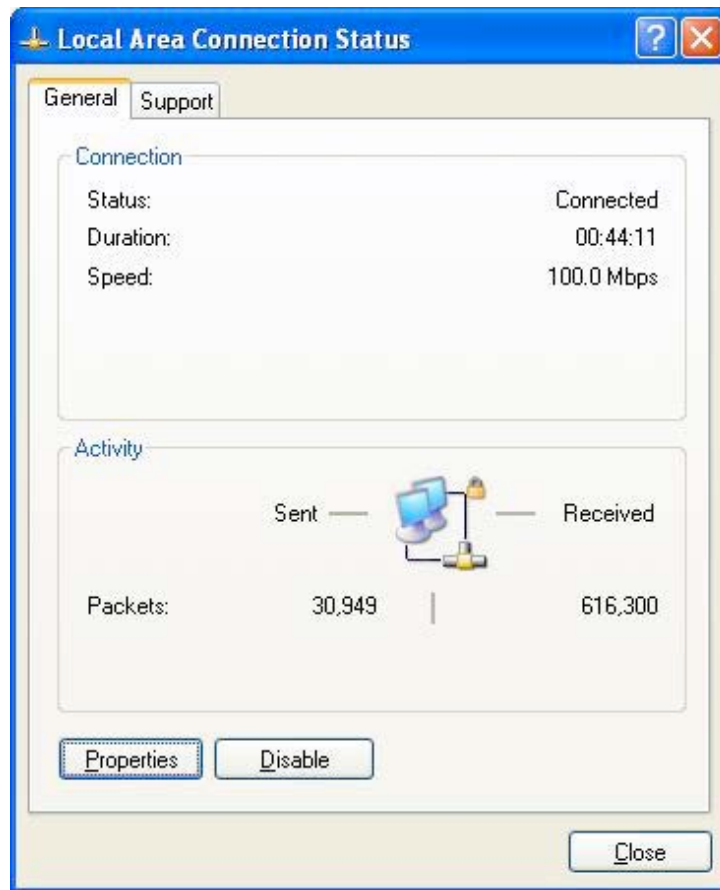 Local Area Connection Status
General Support
Connection
Status: Connected
Duration: 00:44:11
Speed: 100.0 Mbps
Activity
Sent Received
Packets: 30,949 616,300
Properties Disable
Close